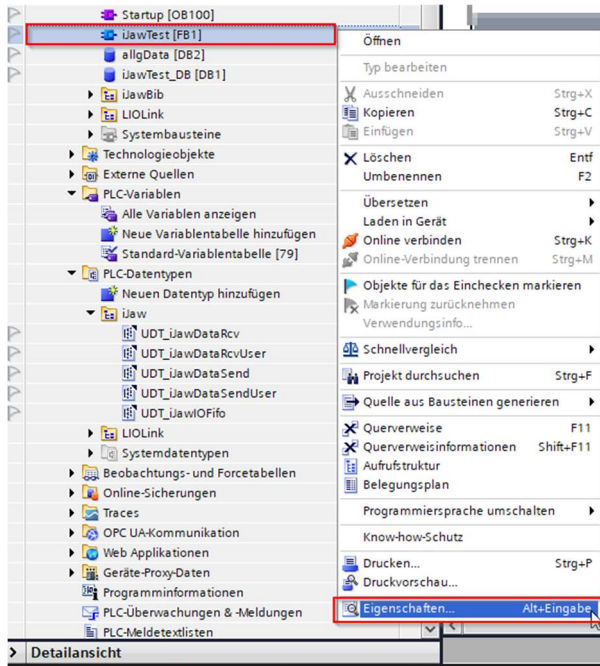 Startup [OB100]
iJawTest [FB1]
allgData [DB2]
iJawTest_DB [DB1]
iJawBib
LIOLink
Systembausteine
Technologieobjekte
Externe Quellen
PLC-Variablen
Alle Variablen anzeigen
Neue Variablentabelle hinzufügen
Standard-Variablentabelle [79]
PLC-Datentypen
Neuen Datentyp hinzufügen
iJaw
UDT_iJawDataRcv
UDT_iJawDataRcvUser
UDT_iJawDataSend
UDT_iJawDataSendUser
UDT_iJawIOFifo
LIOLink
Systemdatentypen
Beobachtungs- und Forcetabellen
Online-Sicherungen
Traces
OPC UA-Kommunikation
Web Applikationen
Geräte-Proxy-Daten
Programminformationen
PLC-Überwachungen & -Meldungen
PLC-Meldetextlisten
Detailansicht
Öffnen
Typ bearbeiten
Ausschneiden Strg+X
Kopieren Strg+C
Einfügen Strg+V
Löschen Entf
Umbenennen F2
Übersetzen
Laden in Gerät
Online verbinden Strg+K
Online-Verbindung trennen Strg+M
Objekte für das Einchecken markieren
Markierung zurücknehmen
Verwendungsinfo...
Schnellvergleich
Projekt durchsuchen Strg+F
Quelle aus Bausteinen generieren
Querverweise F11
Querverweisinformationen Shift+F11
Aufrufstruktur
Belegungsplan
Programmiersprache umschalten
Know-how-Schutz
Drucken... Strg+P
Druckvorschau...
Eigenschaften... Alt+Eingabe